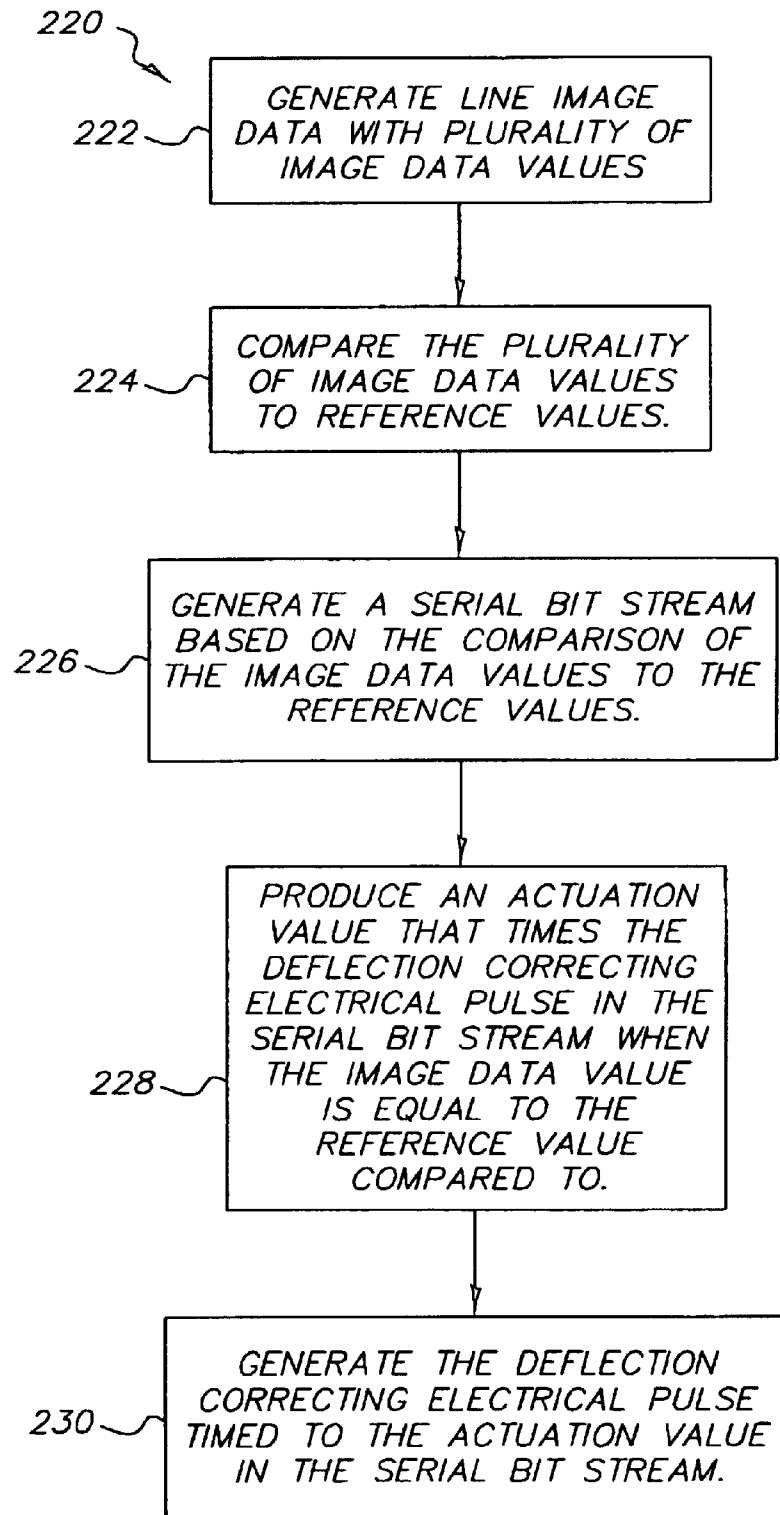 220
222
GENERATE LINE IMAGE
DATA WITH PLURALITY OF
IMAGE DATA VALUES
224
COMPARE THE PLURALITY
OF IMAGE DATA VALUES
TO REFERENCE VALUES.
226
GENERATE A SERIAL BIT STREAM
BASED ON THE COMPARISON OF
THE IMAGE DATA VALUES TO THE
REFERENCE VALUES.
228
PRODUCE AN ACTUATION
VALUE THAT TIMES THE
DEFLECTION CORRECTING
ELECTRICAL PULSE IN THE
SERIAL BIT STREAM WHEN
THE IMAGE DATA VALUE
IS EQUAL TO THE
REFERENCE VALUE
COMPARED TO.
230
GENERATE THE DEFLECTION
CORRECTING ELECTRICAL PULSE
TIMED TO THE ACTUATION VALUE
IN THE SERIAL BIT STREAM.